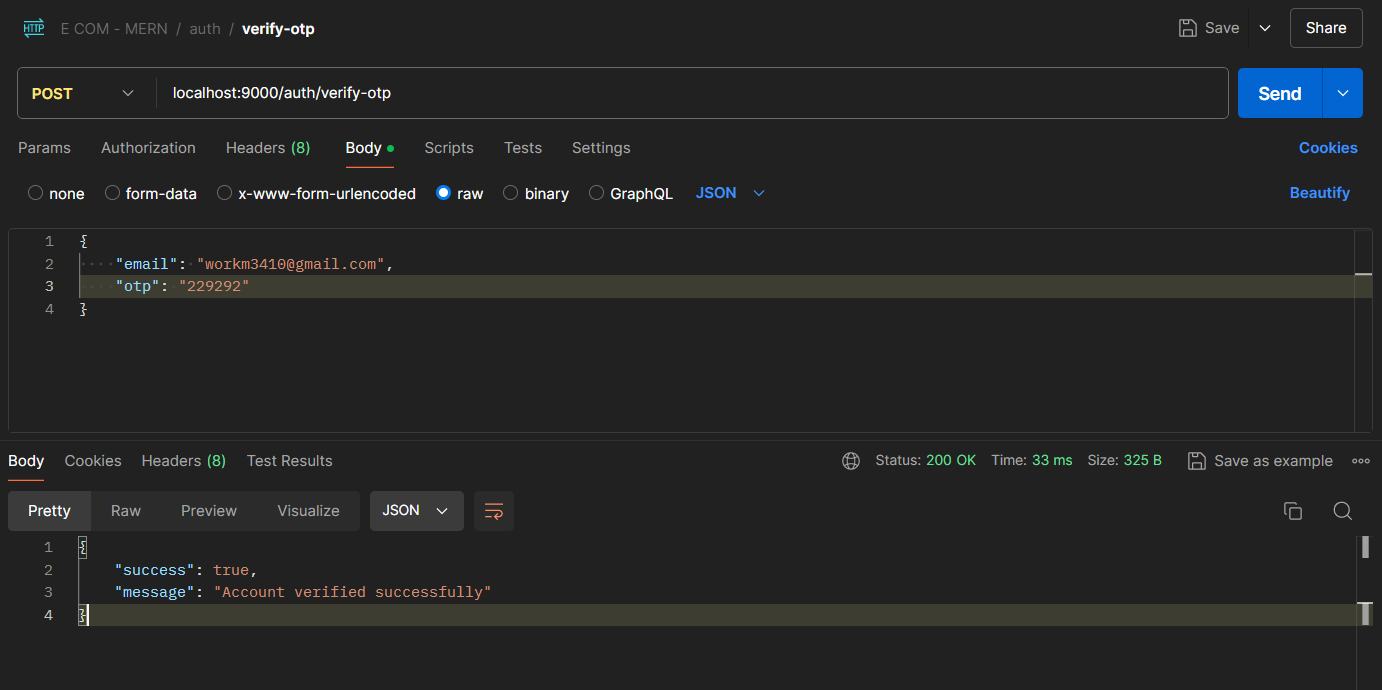 HTTP E COM - MERN / auth / verify-otp Save Share
POST localhost:9000/auth/verify-otp Send
Params Authorization Headers (8) Body Scripts Tests Settings Cookies
none form-data x-www-form-urlencoded raw binary GraphQL JSON Beautify
1 {
2 "email": "workm3410@gmail.com",
3 "otp": "229292"
4 }
Body Cookies Headers (8) Test Results Status: 200 OK Time: 33 ms Size: 325 B Save as example
Pretty Raw Preview Visualize JSON
1 {
2 "success": true,
3 "message": "Account verified successfully"
4 }